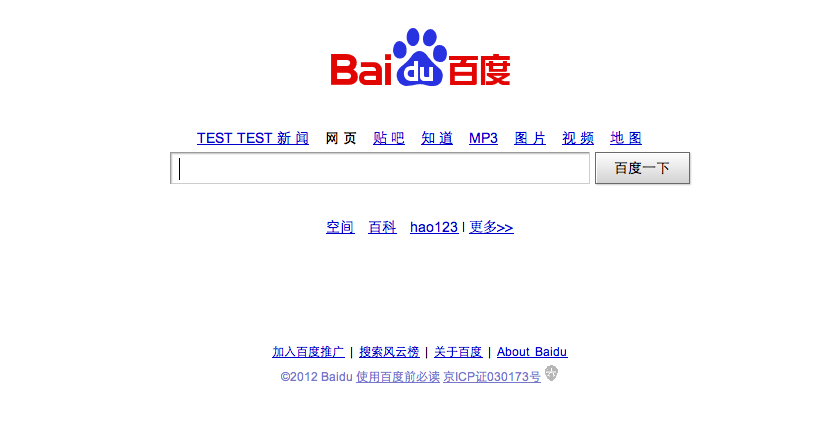 Bai du 百度
TEST TEST 新 闻 网 页 贴 吧 知 道 MP3 图 片 视 频 地 图
百度一下
空间 百科 hao123 | 更多>>
加入百度推广 | 搜索风云榜 | 关于百度 | About Baidu
©2012 Baidu 使用百度前必读 京ICP证030173号